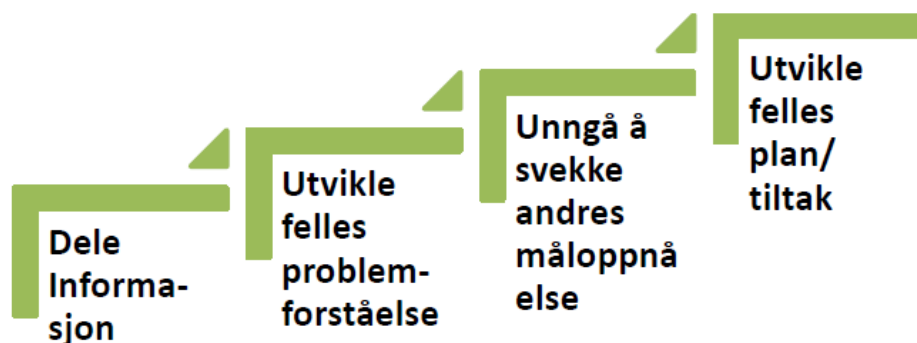 Dele
Informa-
sjon
Utvikle
felles
problem-
forståelse
Unngå å
svekke
andres
måloppnå
else
Utvikle
felles
plan/
tiltak